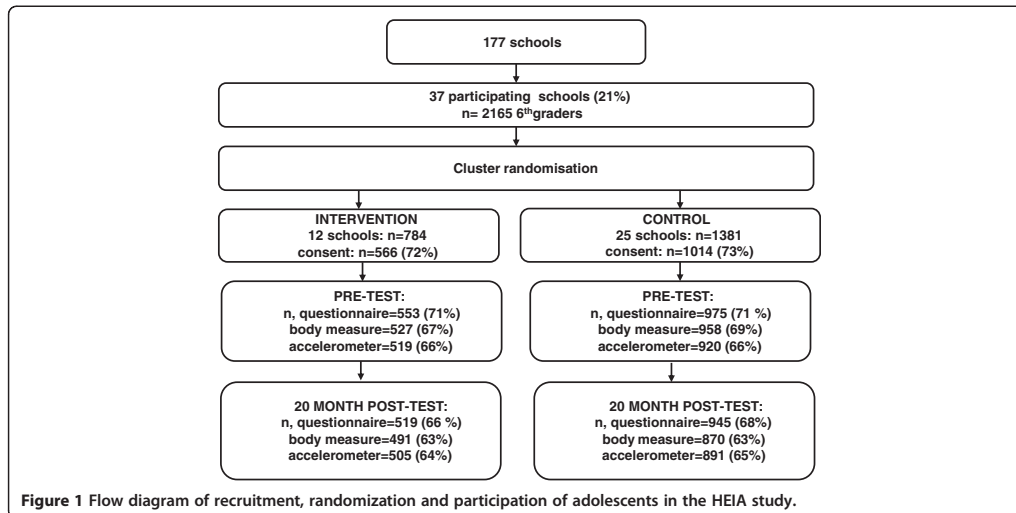 177 schools
37 participating schools (21%)
n= 2165 6thgraders
Cluster randomisation
INTERVENTION
12 schools: n=784
consent: n=566 (72%)
CONTROL
25 schools: n=1381
consent: n=1014 (73%)
PRE-TEST:
n, questionnaire=553 (71%)
body measure=527 (67%)
accelerometer=519 (66%)
PRE-TEST:
n, questionnaire=975 (71 %)
body measure=958 (69%)
accelerometer=920 (66%)
20 MONTH POST-TEST:
n, questionnaire=519 (66 %)
body measure=491 (63%)
accelerometer=505 (64%)
20 MONTH POST-TEST:
n, questionnaire=945 (68%)
body measure=870 (63%)
accelerometer=891 (65%)
Figure 1 Flow diagram of recruitment, randomization and participation of adolescents in the HEIA study.